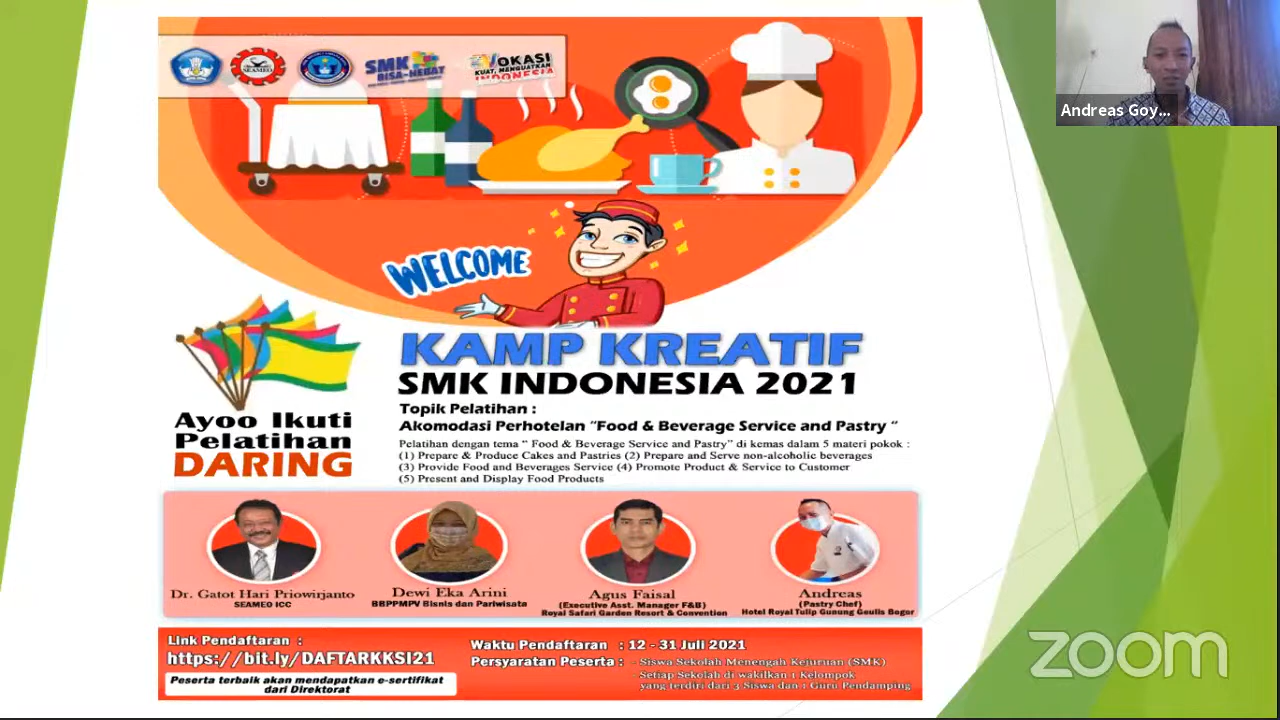 SEAMEO
SMK
BISA-HEBAT
VOKASI
KUAT, MENGUATKAN
INDONESIA
Andreas Goy...
WELCOME
KAMP KREATIF
SMK INDONESIA 2021
Ayoo Ikuti
Pelatihan
DARING
Topik Pelatihan :
Akomodasi Perhotelan "Food & Beverage Service and Pastry "
Pelatihan dengan tema " Food & Beverage Service and Pastry" di kemas dalam 5 materi pokok :
(1) Prepare & Produce Cakes and Pastries (2) Prepare and Serve non-alcoholic beverages
(3) Provide Food and Beverages Service (4) Promote Product & Service to Customer
(5) Present and Display Food Products
Dr. Gatot Hari Priowirjanto
SEAMEO ICC
Dewi Eka Arini
BBPPMPV Bisnis dan Pariwisata
Agus Faisal
(Executive Asst. Manager F&B)
Royal Safari Garden Resort & Convention
Andreas
(Pastry Chef)
Hotel Royal Tulip Gunung Geulis Bogor
Link Pendaftaran :
https://bit.ly/DAFTARKKSI21
Peserta terbaik akan mendapatkan e-sertifikat
dari Direktorat
Waktu Pendaftaran : 12 - 31 Juli 2021
Persyaratan Peserta : - Siswa Sekolah Menengah Kejuruan (SMK)
- Setiap Sekolah di wakilkan 1 Kelompok
yang terdiri dari 3 Siswa dan 1 Guru Pendamping
zoom